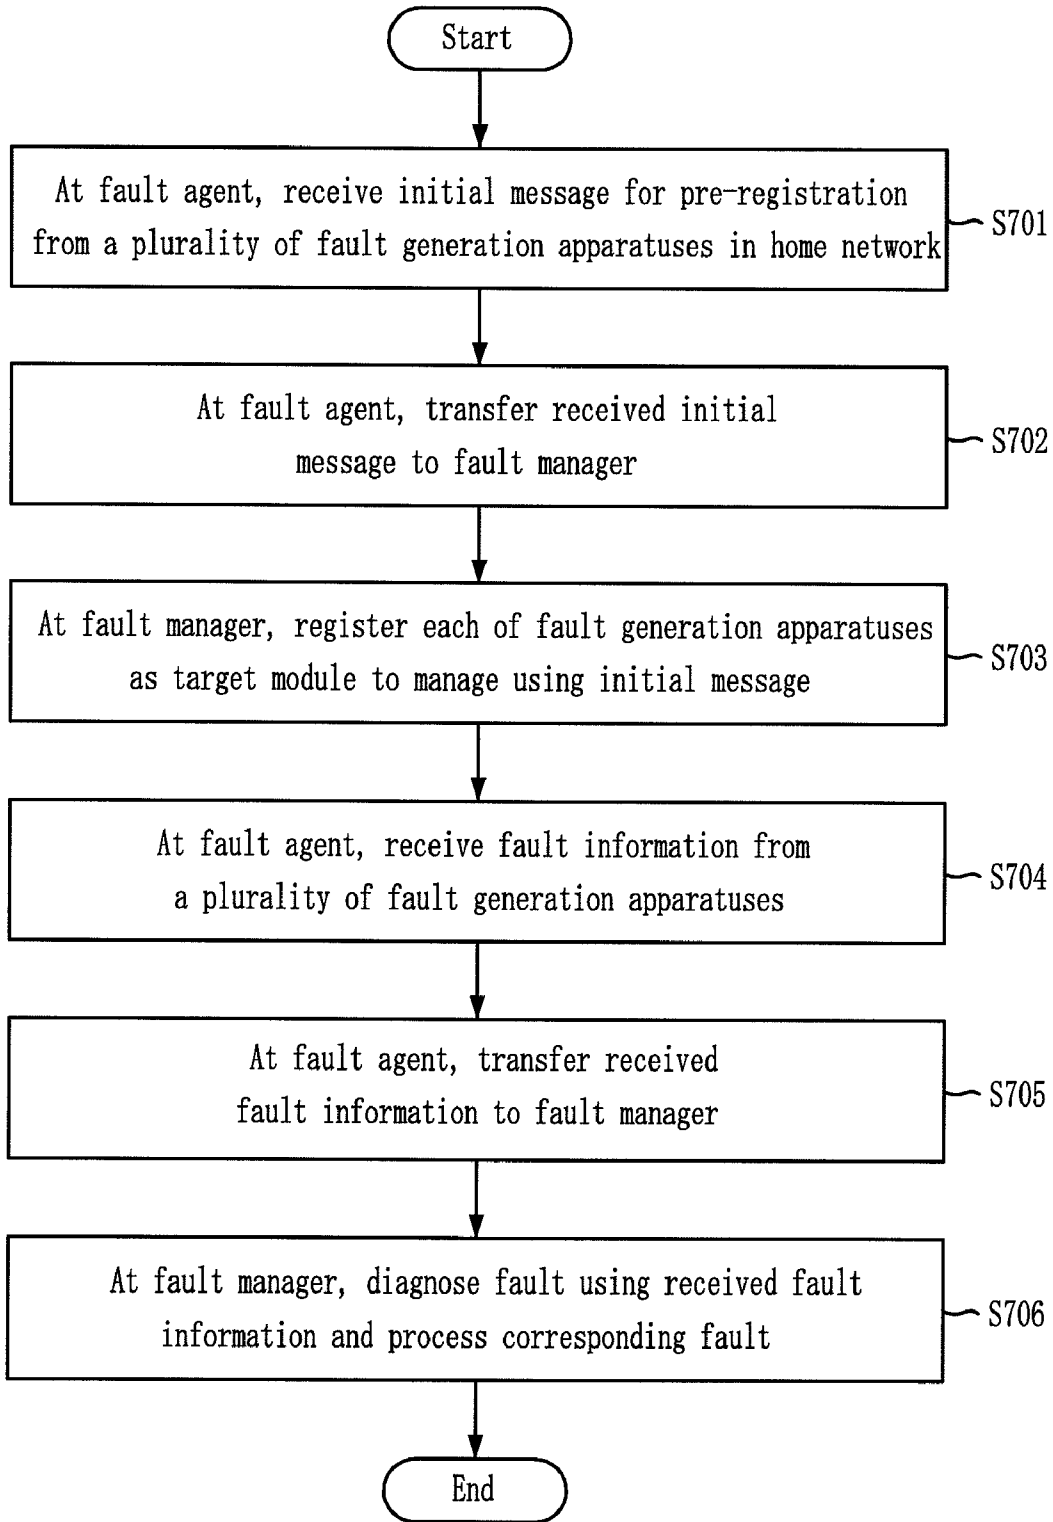 Start
At fault agent, receive initial message for pre-registration
from a plurality of fault generation apparatuses in home network
S701
At fault agent, transfer received initial
message to fault manager
S702
At fault manager, register each of fault generation apparatuses
as target module to manage using initial message
S703
At fault agent, receive fault information from
a plurality of fault generation apparatuses
S704
At fault agent, transfer received
fault information to fault manager
S705
At fault manager, diagnose fault using received fault
information and process corresponding fault
S706
End